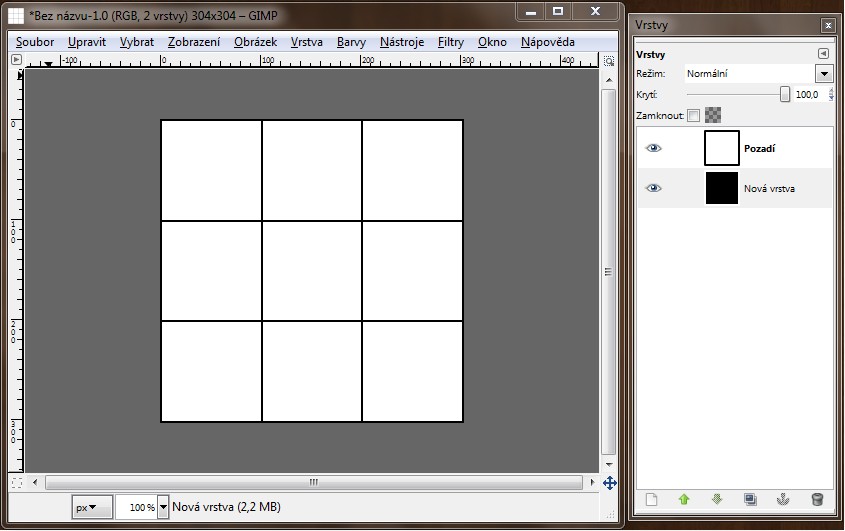 *Bez názvu-1.0 (RGB, 2 vrstvy) 304x304 – GIMP
Soubor Upravit Vybrat Zobrazení Obrázek Vrstva Barvy Nástroje Filtry Okno Nápověda
-100 0 100 200 300 400
0
100
200
300
px 100 % Nová vrstva (2,2 MB)
Vrstvy
Vrstvy
Režim: Normální
Krytí: 100,0
Zamknout:
Pozadí
Nová vrstva